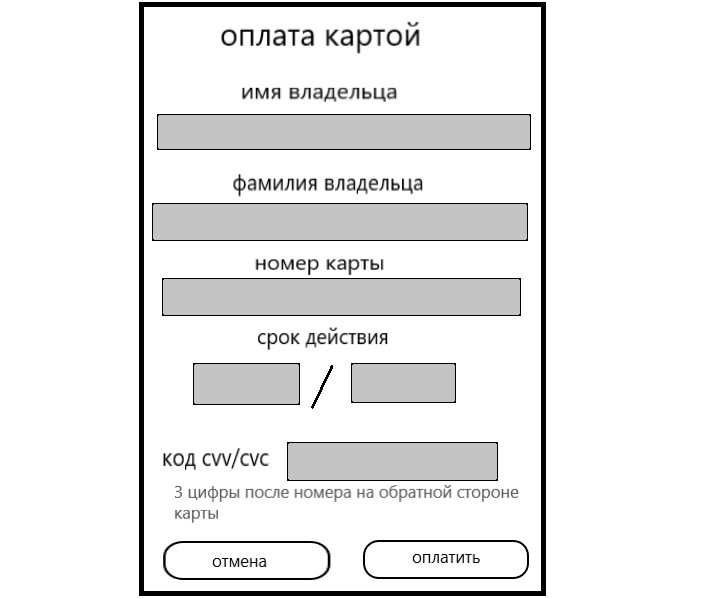 оплата картой
имя владельца
фамилия владельца
номер карты
срок действия
/
код cvv/cvc
3 цифры после номера на обратной стороне
карты
отмена
оплатить